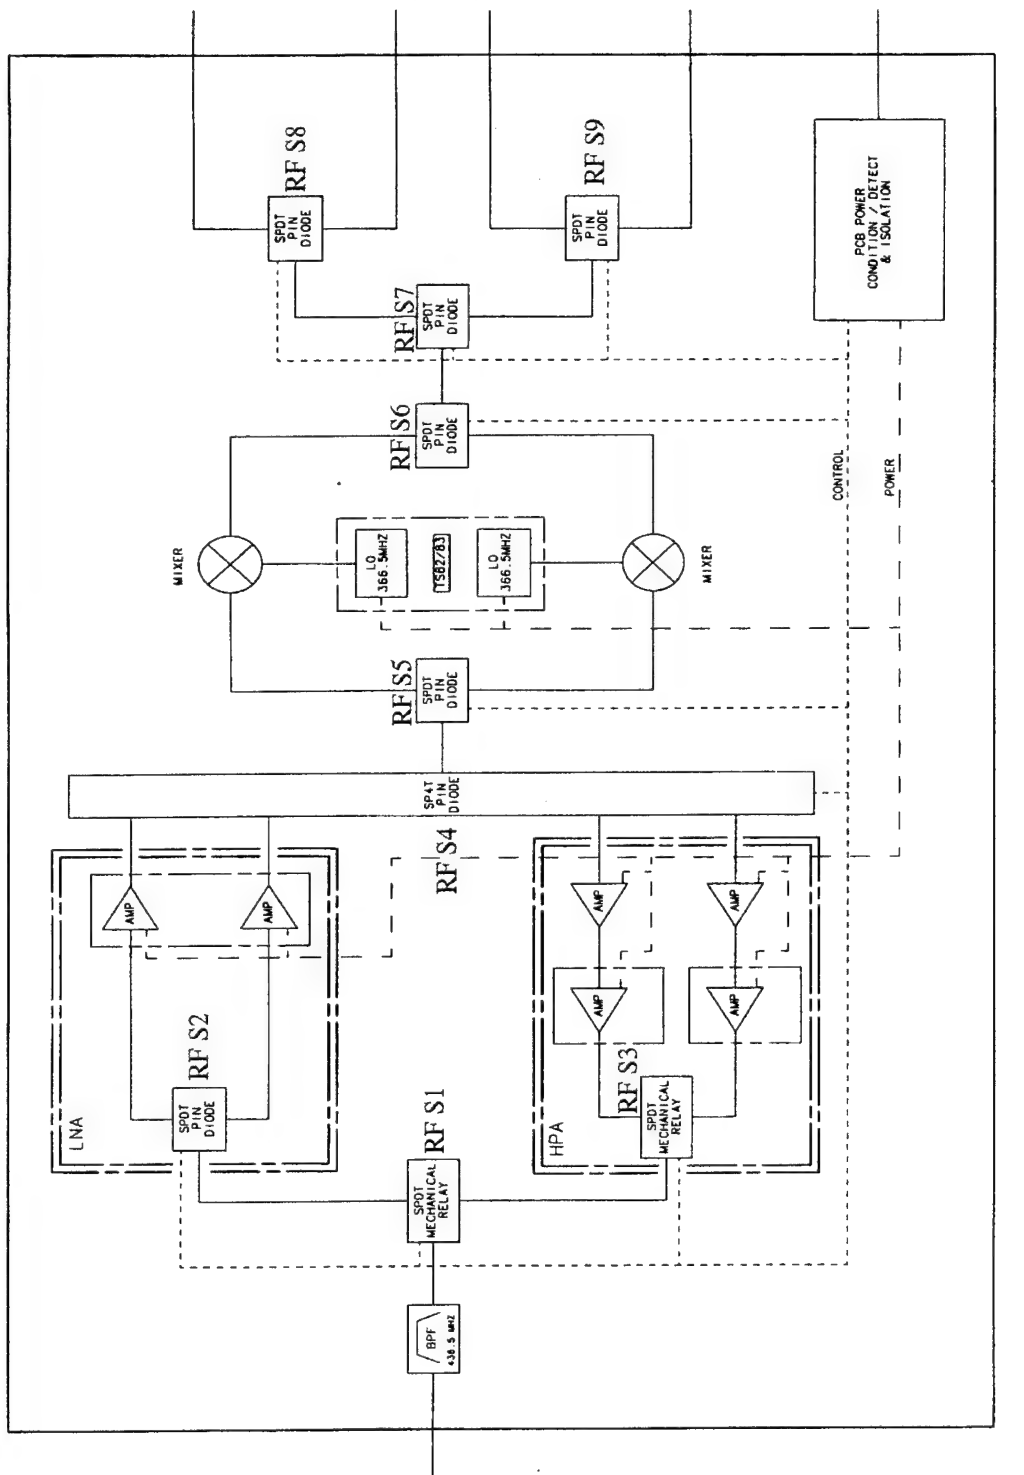 RF S8
SPDT
PIN
DIODE
RF S9
SPDT
PIN
DIODE
PCB POWER
CONDITION / DETECT
& ISOLATION
RF S7
SPDT
PIN
DIODE
RF S6
SPDT
PIN
DIODE
CONTROL
POWER
MIXER
LO
366.5MHZ
TS82/83
LO
366.5MHZ
MIXER
RF S5
SPDT
PIN
DIODE
SP4T
PIN
DIODE
RF S4
AMP
AMP
AMP
AMP
AMP
AMP
RF S2
SPDT
PIN
DIODE
LNA
RF S3
SPDT
MECHANICAL
RELAY
HPA
RF S1
SPDT
MECHANICAL
RELAY
BPF
436.5 MHZ